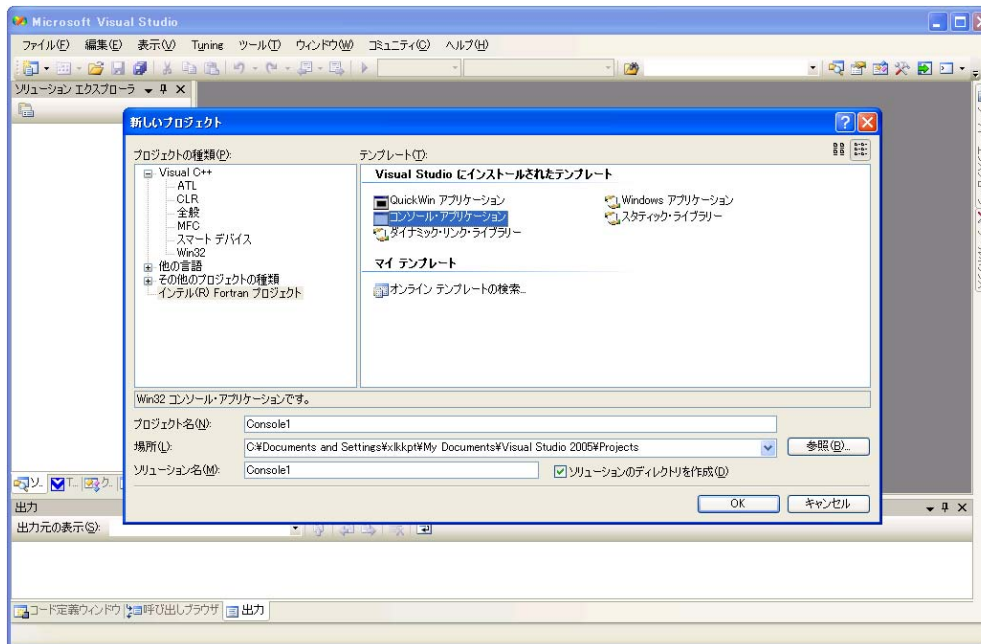 Microsoft Visual Studio
ファイル(F) 編集(E) 表示(V) Tuning ツール(T) ウィンドウ(W) コミュニティ(C) ヘルプ(H)
ソリューション エクスプローラ
新しいプロジェクト
プロジェクトの種類(P):
テンプレート(T):
Visual C++
ATL
CLR
全般
MFC
スマート デバイス
Win32
他の言語
その他のプロジェクトの種類
インテル(R) Fortran プロジェクト
Visual Studio にインストールされたテンプレート
QuickWin アプリケーション
Windows アプリケーション
コンソール・アプリケーション
スタティック・ライブラリー
ダイナミック・リンク・ライブラリー
マイ テンプレート
オンライン テンプレートの検索...
Win32 コンソール・アプリケーションです。
プロジェクト名(N): Console1
場所(L): C:¥Documents and Settings¥xlkkpt¥My Documents¥Visual Studio 2005¥Projects 参照(B)...
ソリューション名(M): Console1 ソリューションのディレクトリを作成(D)
OK キャンセル
ソ... T... ク...
出力
出力元の表示(S):
コード定義ウィンドウ 呼び出しブラウザ 出力